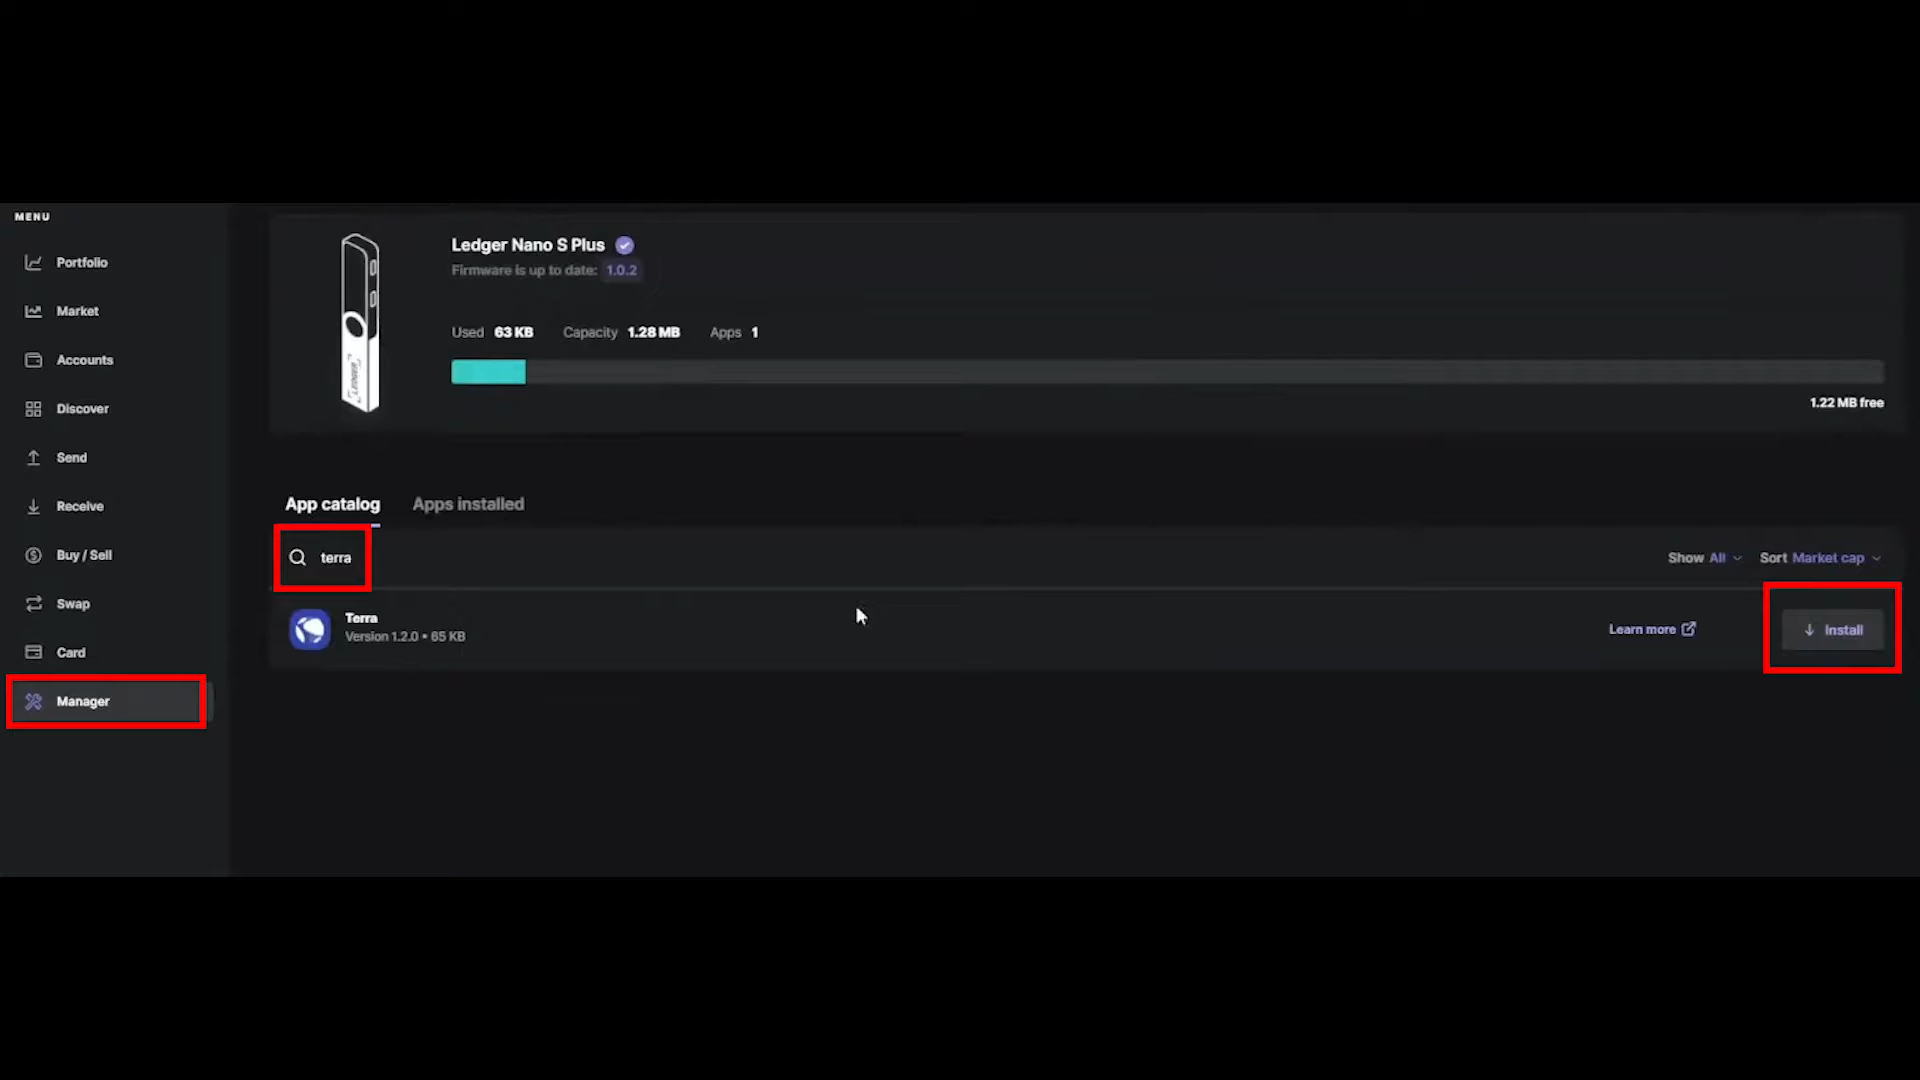 MENU
Portfolio
Market
Accounts
Discover
Send
Receive
Buy / Sell
Swap
Card
Manager
Ledger Nano S Plus
Firmware is up to date: 1.0.2
Used 63 KB Capacity 1.28 MB Apps 1
1.22 MB free
LEDGER
App catalog Apps installed
terra Show All Sort Market cap
Terra
Version 1.2.0 • 65 KB
Learn more Install